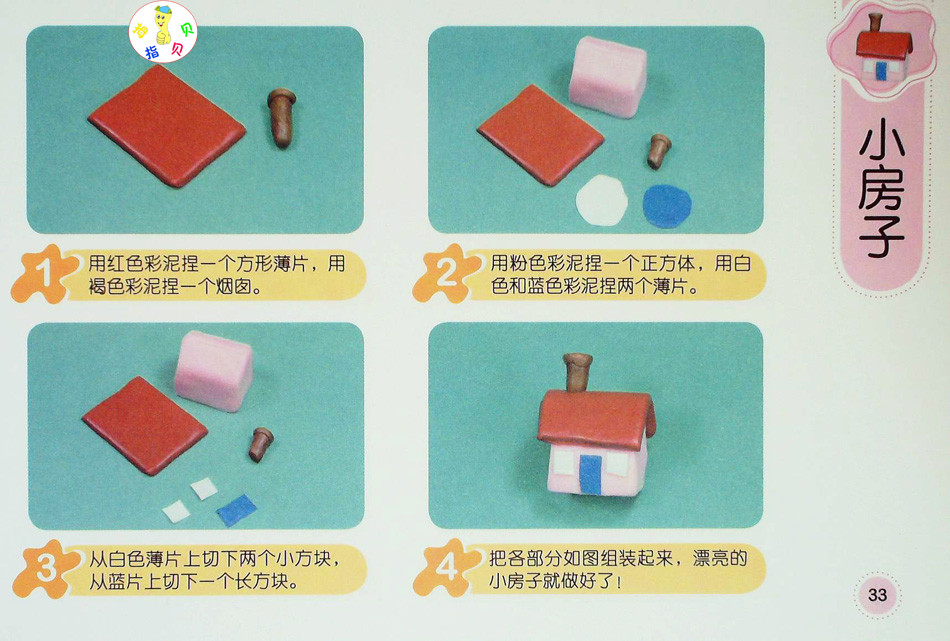 指贝贝
1
用红色彩泥捏一个方形薄片，用
褐色彩泥捏一个烟囱。
2
用粉色彩泥捏一个正方体，用白
色和蓝色彩泥捏两个薄片。
3
从白色薄片上切下两个小方块，
从蓝片上切下一个长方块。
4
把各部分如图组装起来，漂亮的
小房子就做好了！
小房子
33